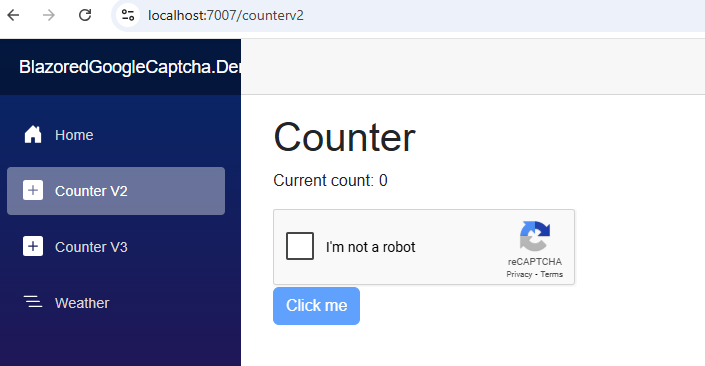 localhost:7007/counterv2
BlazoredGoogleCaptcha.De
Home
Counter V2
Counter V3
Weather
Counter
Current count: 0
I'm not a robot
reCAPTCHA
Privacy - Terms
Click me